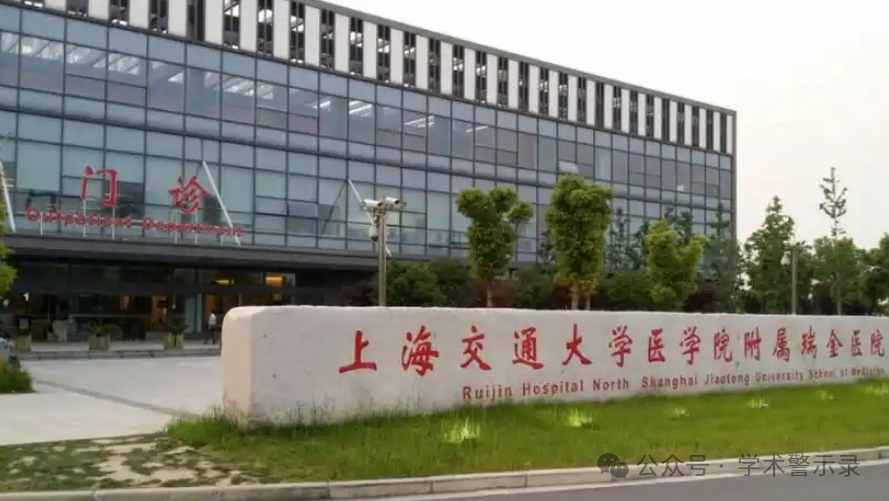 门诊
Outpatient Department
上海交通大学医学院附属瑞金医院
Ruijin Hospital North Shanghai Jiaotong University School of Medicine
公众号 · 学术警示录